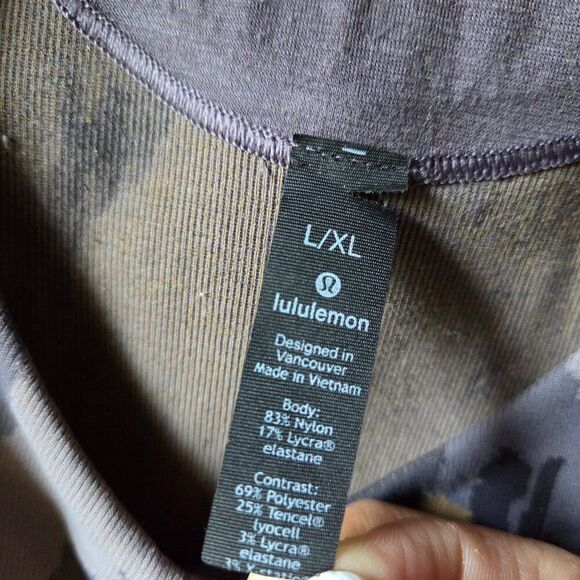 L/XL
lululemon
Designed in
Vancouver
Made in Vietnam
Body:
83% Nylon
17% Lycra®
elastane
Contrast:
69% Polyester
25% Tencel®
lyocell
3% Lycra®
elastane